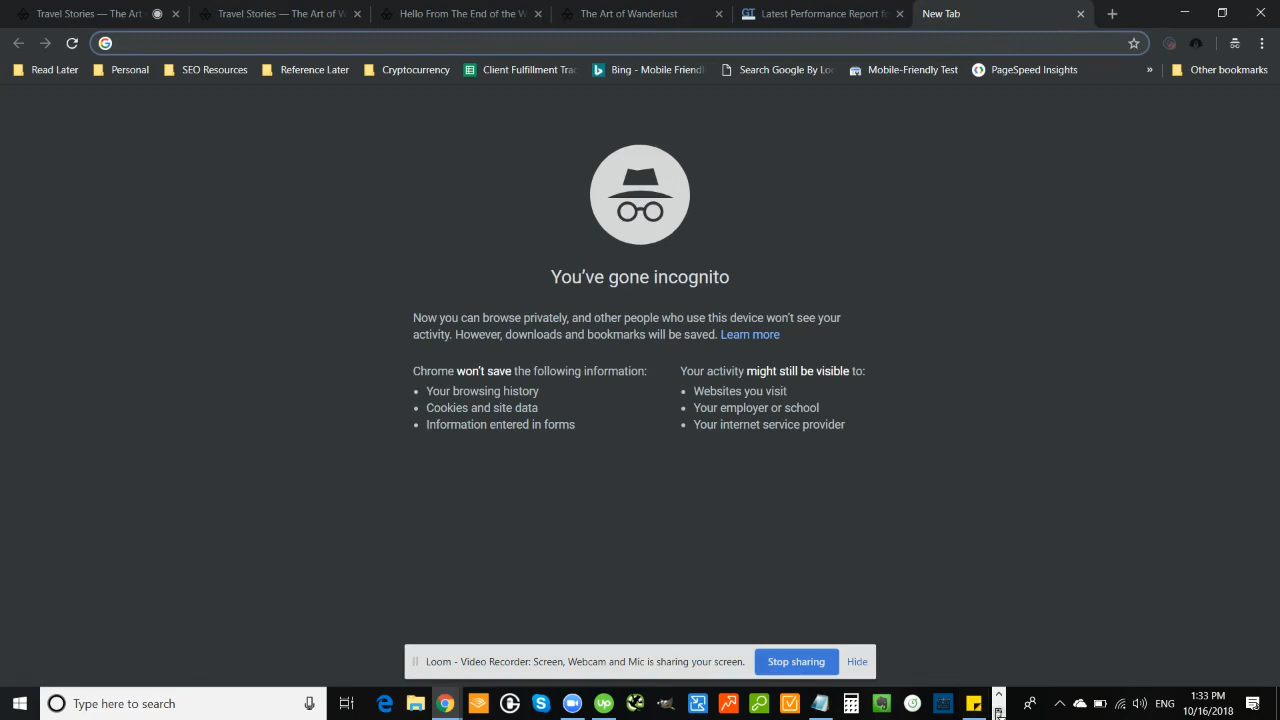 Travel Stories — The Art
Travel Stories — The Art of W
Hello From The End of the W
The Art of Wanderlust
GT Latest Performance Report fo
New Tab
G
Read Later
Personal
SEO Resources
Reference Later
Cryptocurrency
Client Fulfillment Trac
Bing - Mobile Friendl
Search Google By Loc
Mobile-Friendly Test
PageSpeed Insights
»
Other bookmarks
You've gone incognito
Now you can browse privately, and other people who use this device won't see your
activity. However, downloads and bookmarks will be saved. Learn more
Chrome won't save the following information:
• Your browsing history
• Cookies and site data
• Information entered in forms
Your activity might still be visible to:
• Websites you visit
• Your employer or school
• Your internet service provider
Loom - Video Recorder: Screen, Webcam and Mic is sharing your screen.
Stop sharing
Hide
Type here to search
ENG
1:33 PM
10/16/2018